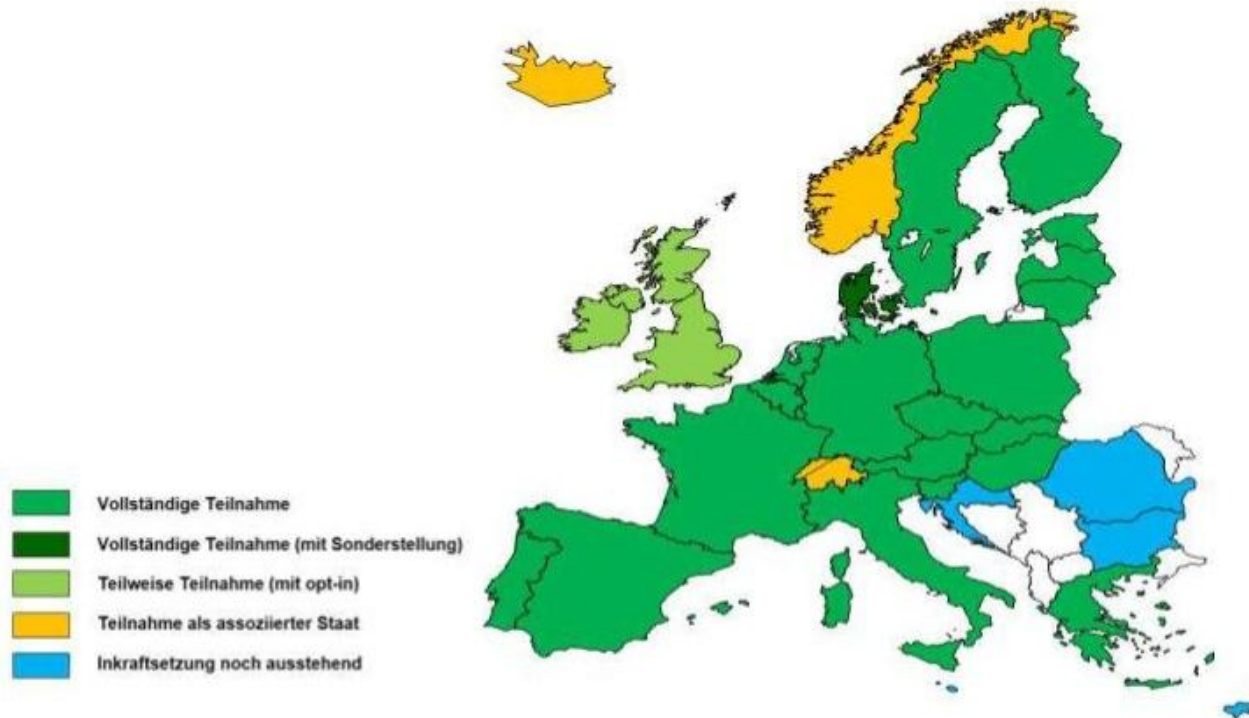 Vollständige Teilnahme
Vollständige Teilnahme (mit Sonderstellung)
Teilweise Teilnahme (mit opt-in)
Teilnahme als assoziierter Staat
Inkraftsetzung noch ausstehend